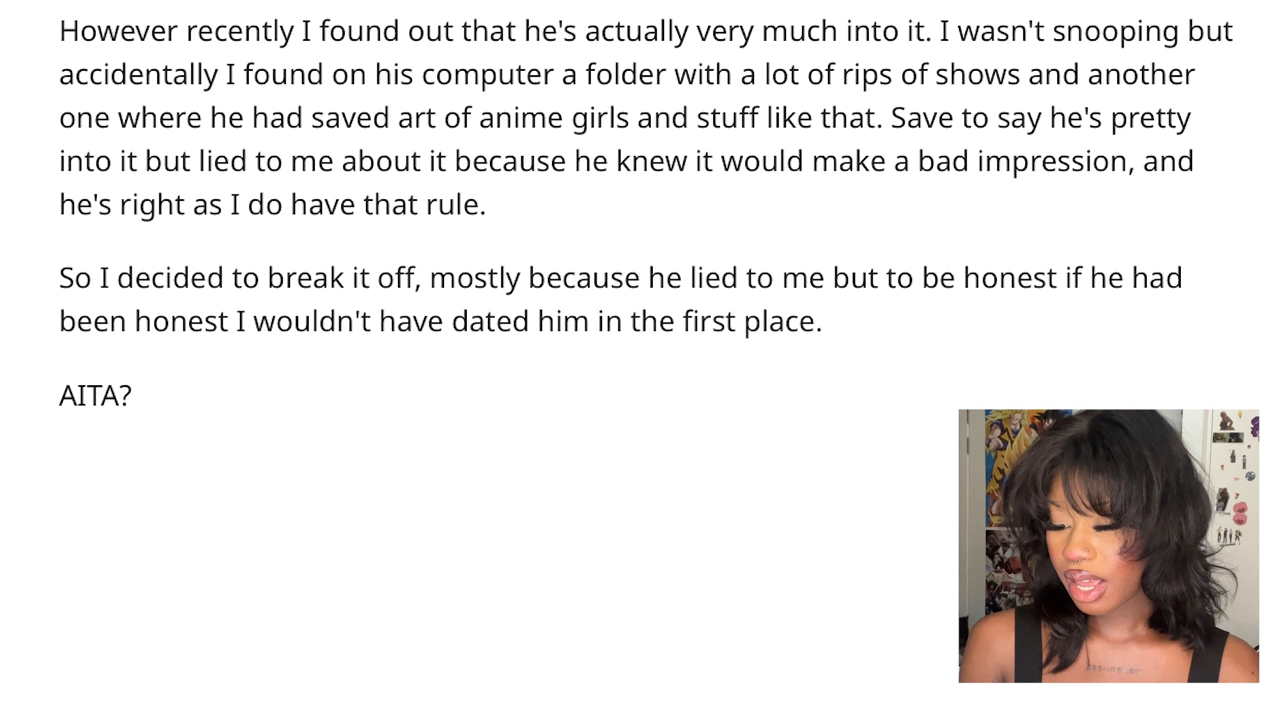 However recently I found out that he's actually very much into it. I wasn't snooping but
accidentally I found on his computer a folder with a lot of rips of shows and another
one where he had saved art of anime girls and stuff like that. Save to say he's pretty
into it but lied to me about it because he knew it would make a bad impression, and
he's right as I do have that rule.
So I decided to break it off, mostly because he lied to me but to be honest if he had
been honest I wouldn't have dated him in the first place.
AITA?